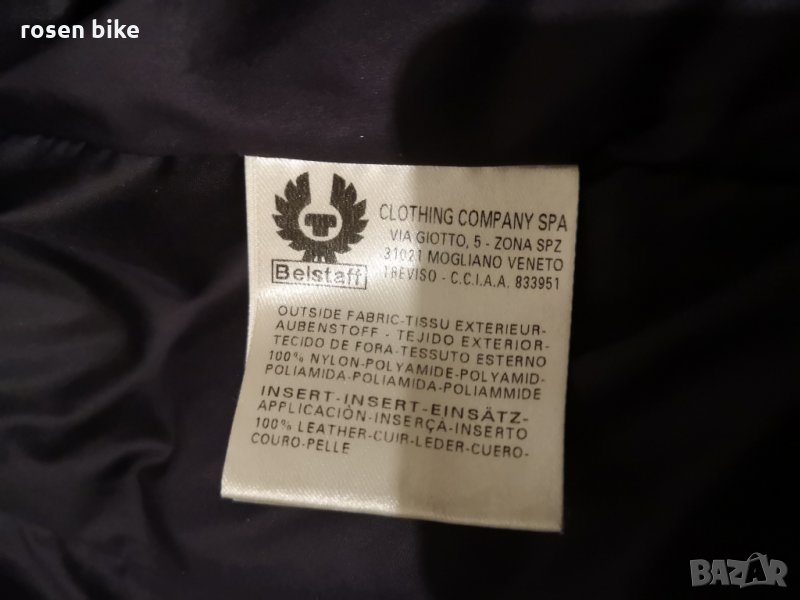 rosen bike
CLOTHING COMPANY SPA
VIA GIOTTO, 5 - ZONA SPZ
31021 MOGLIANO VENETO
TREVISO - C.C.I.A.A. 833951
Belstaff
OUTSIDE FABRIC-TISSU EXTERIEUR-
AUBENSTOFF - TEJIDO EXTERIOR-
TECIDO DE FORA-TESSUTO ESTERNO
100% NYLON-POLYAMIDE-POLYAMID-
POLIAMIDA-POLIAMIDA-POLIAMMIDE
INSERT-INSERT-EINSÄTZ-
APPLICACIÓN-INSERÇA-INSERTO
100% LEATHER-CUIR-LEDER-CUERO-
COURO-PELLE
BAZAR